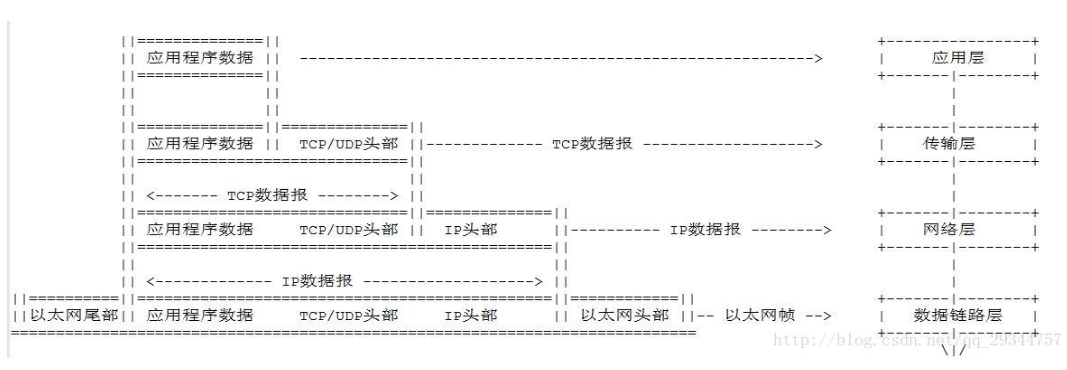 应用程序数据 应用层
应用程序数据 TCP/UDP头部 TCP数据报 传输层
TCP数据报
应用程序数据 TCP/UDP头部 IP头部 IP数据报 网络层
IP数据报
以太网尾部 应用程序数据 TCP/UDP头部 IP头部 以太网头部 以太网帧 数据链路层
http://blog.csdn.net/qq_29344757